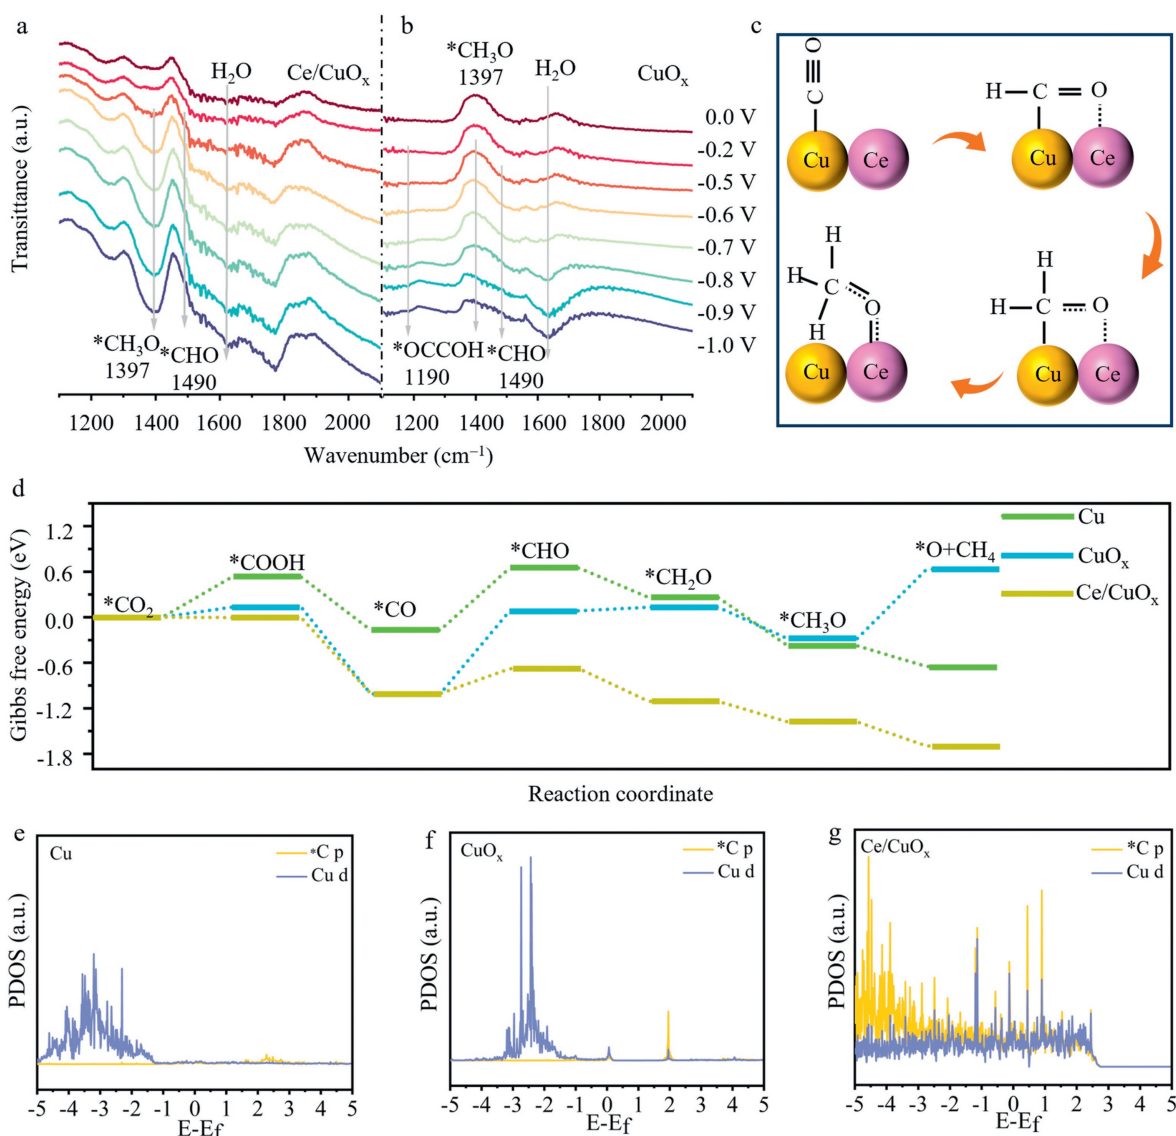 a
b
c
H₂O
Ce/CuOₓ
*CH₃O
1397
H₂O
CuOₓ
0.0 V
-0.2 V
-0.5 V
-0.6 V
-0.7 V
-0.8 V
-0.9 V
-1.0 V
Transittance (a.u.)
*CH₃O
1397
*CHO
1490
*OCCOH
1190
*CHO
1490
1200 1400 1600 1800 2000 1200 1400 1600 1800 2000
Wavenumber (cm⁻¹)
O
C
Cu Ce
H C O
Cu Ce
H
H C O
Cu Ce
H
H C O
H
Cu Ce
d
Gibbs free energy (eV)
1.2
0.6
0.0
-0.6
-1.2
-1.8
*CO₂
*COOH
*CO
*CHO
*CH₂O
*CH₃O
*O+CH₄
Cu
CuOₓ
Ce/CuOₓ
Reaction coordinate
e
Cu
*C p
Cu d
PDOS (a.u.)
-5 -4 -3 -2 -1 0 1 2 3 4 5
E-Ef
f
CuOₓ
*C p
Cu d
PDOS (a.u.)
-5 -4 -3 -2 -1 0 1 2 3 4 5
E-Ef
g
Ce/CuOₓ
*C p
Cu d
PDOS (a.u.)
-5 -4 -3 -2 -1 0 1 2 3 4 5
E-Ef